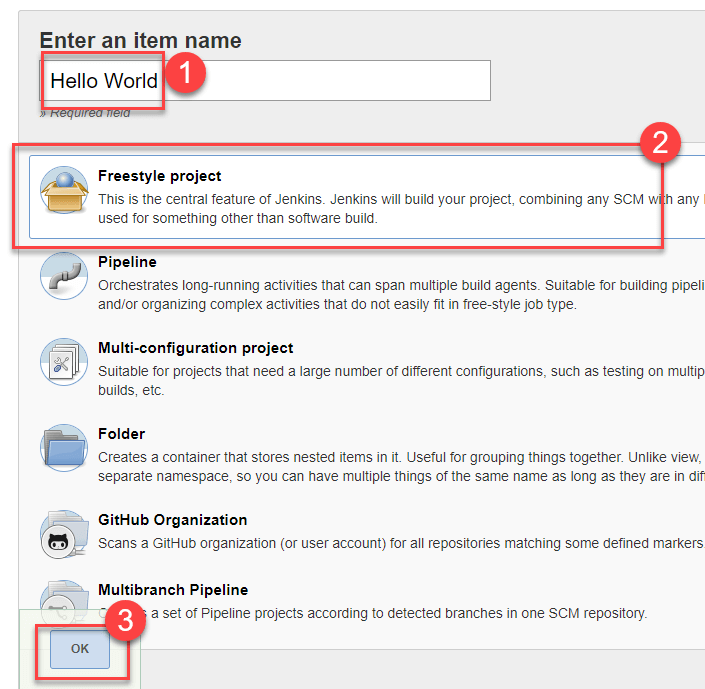 Enter an item name
Hello World
1
» Required field
2
Freestyle project
This is the central feature of Jenkins. Jenkins will build your project, combining any SCM with any
used for something other than software build.
Pipeline
Orchestrates long-running activities that can span multiple build agents. Suitable for building pipeli
and/or organizing complex activities that do not easily fit in free-style job type.
Multi-configuration project
Suitable for projects that need a large number of different configurations, such as testing on multip
builds, etc.
Folder
Creates a container that stores nested items in it. Useful for grouping things together. Unlike view,
separate namespace, so you can have multiple things of the same name as long as they are in dif
GitHub Organization
Scans a GitHub organization (or user account) for all repositories matching some defined markers
Multibranch Pipeline
a set of Pipeline projects according to detected branches in one SCM repository.
3
OK